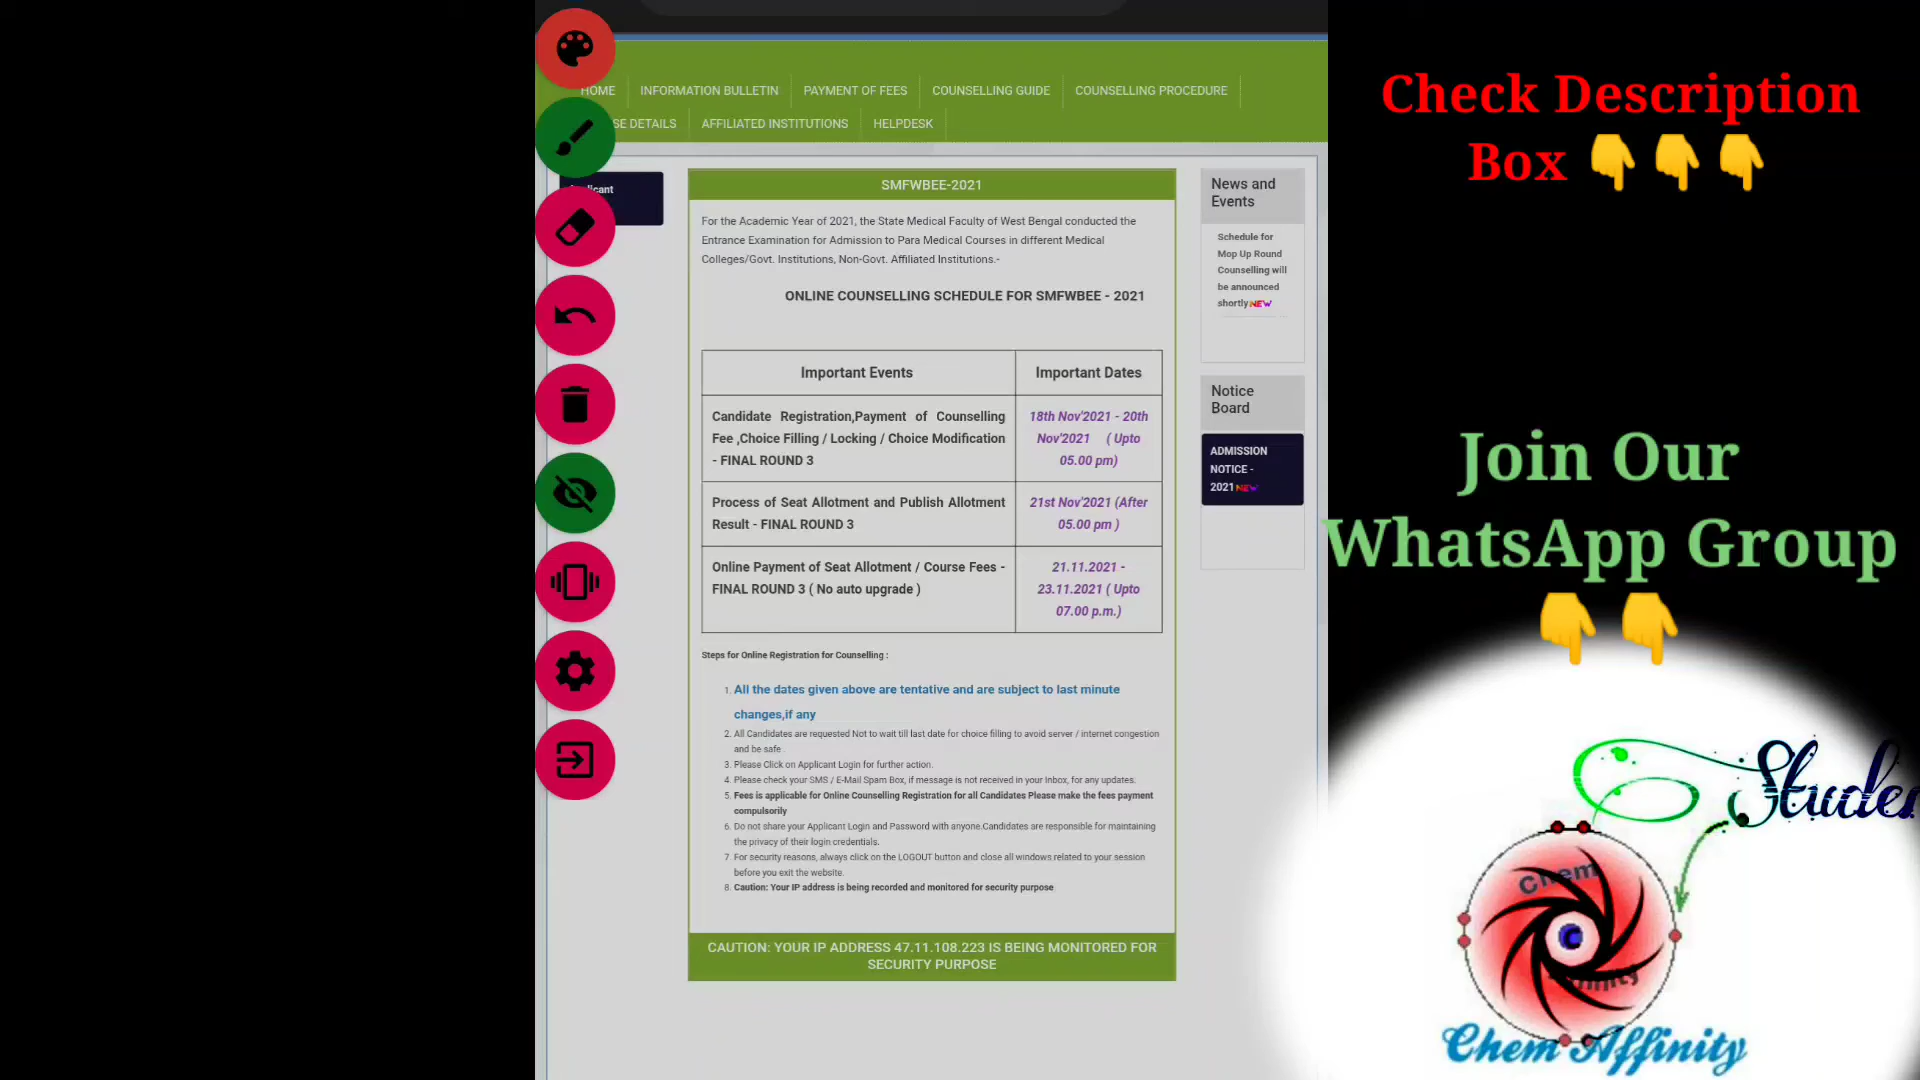 HOME
INFORMATION BULLETIN
PAYMENT OF FEES
COUNSELLING GUIDE
COUNSELLING PROCEDURE
DETAILS
AFFILIATED INSTITUTIONS
HELPDESK
SMFWBEE-2021
For the Academic Year of 2021, the State Medical Faculty of West Bengal conducted the
Entrance Examination for Admission to Para Medical Courses in different Medical
Colleges/Govt. Institutions, Non-Govt. Affiliated Institutions.-
ONLINE COUNSELLING SCHEDULE FOR SMFWBEE - 2021
Important Events
Important Dates
Candidate Registration,Payment of Counselling
Fee ,Choice Filling / Locking / Choice Modification
- FINAL ROUND 3
18th Nov'2021 - 20th
Nov'2021 ( Upto
05.00 pm)
Process of Seat Allotment and Publish Allotment
Result - FINAL ROUND 3
21st Nov'2021 (After
05.00 pm )
Online Payment of Seat Allotment / Course Fees -
FINAL ROUND 3 ( No auto upgrade )
21.11.2021 -
23.11.2021 ( Upto
07.00 p.m.)
Steps for Online Registration for Counselling :
1. All the dates given above are tentative and are subject to last minute
changes,if any
2. All Candidates are requested Not to wait till last date for choice filling to avoid server / internet congestion
and be safe .
3. Please Click on Applicant Login for further action.
4. Please check your SMS / E-Mail Spam Box, if message is not received in your Inbox, for any updates.
5. Fees is applicable for Online Counselling Registration for all Candidates Please make the fees payment
compulsorily
6. Do not share your Applicant Login and Password with anyone.Candidates are responsible for maintaining
the privacy of their login credentials.
7. For security reasons, always click on the LOGOUT button and close all windows related to your session
before you exit the website.
8. Caution: Your IP address is being recorded and monitored for security purpose
CAUTION: YOUR IP ADDRESS 47.11.108.223 IS BEING MONITORED FOR
SECURITY PURPOSE
News and
Events
Schedule for
Mop Up Round
Counselling will
be announced
shortly NEW
Notice
Board
ADMISSION
NOTICE -
2021 NEW
Check Description
Box 👇👇👇
Join Our
WhatsApp Group
👇 👇
Chem
Chem Affinity